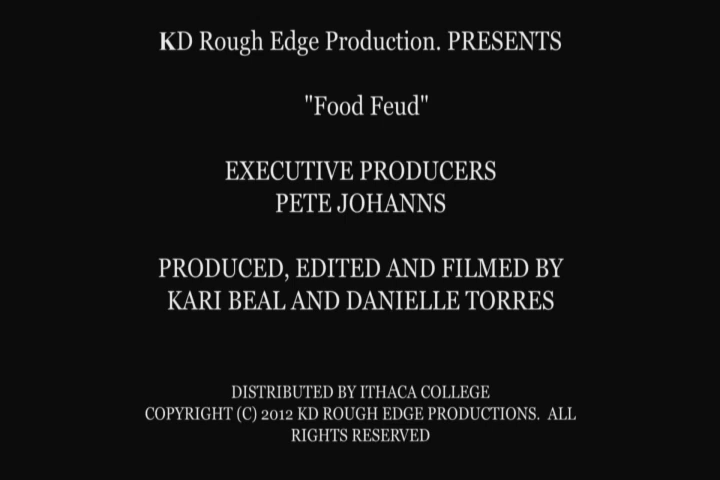 KD Rough Edge Production. PRESENTS
"Food Feud"
EXECUTIVE PRODUCERS
PETE JOHANNS
PRODUCED, EDITED AND FILMED BY
KARI BEAL AND DANIELLE TORRES
DISTRIBUTED BY ITHACA COLLEGE
COPYRIGHT (C) 2012 KD ROUGH EDGE PRODUCTIONS.  ALL
RIGHTS RESERVED